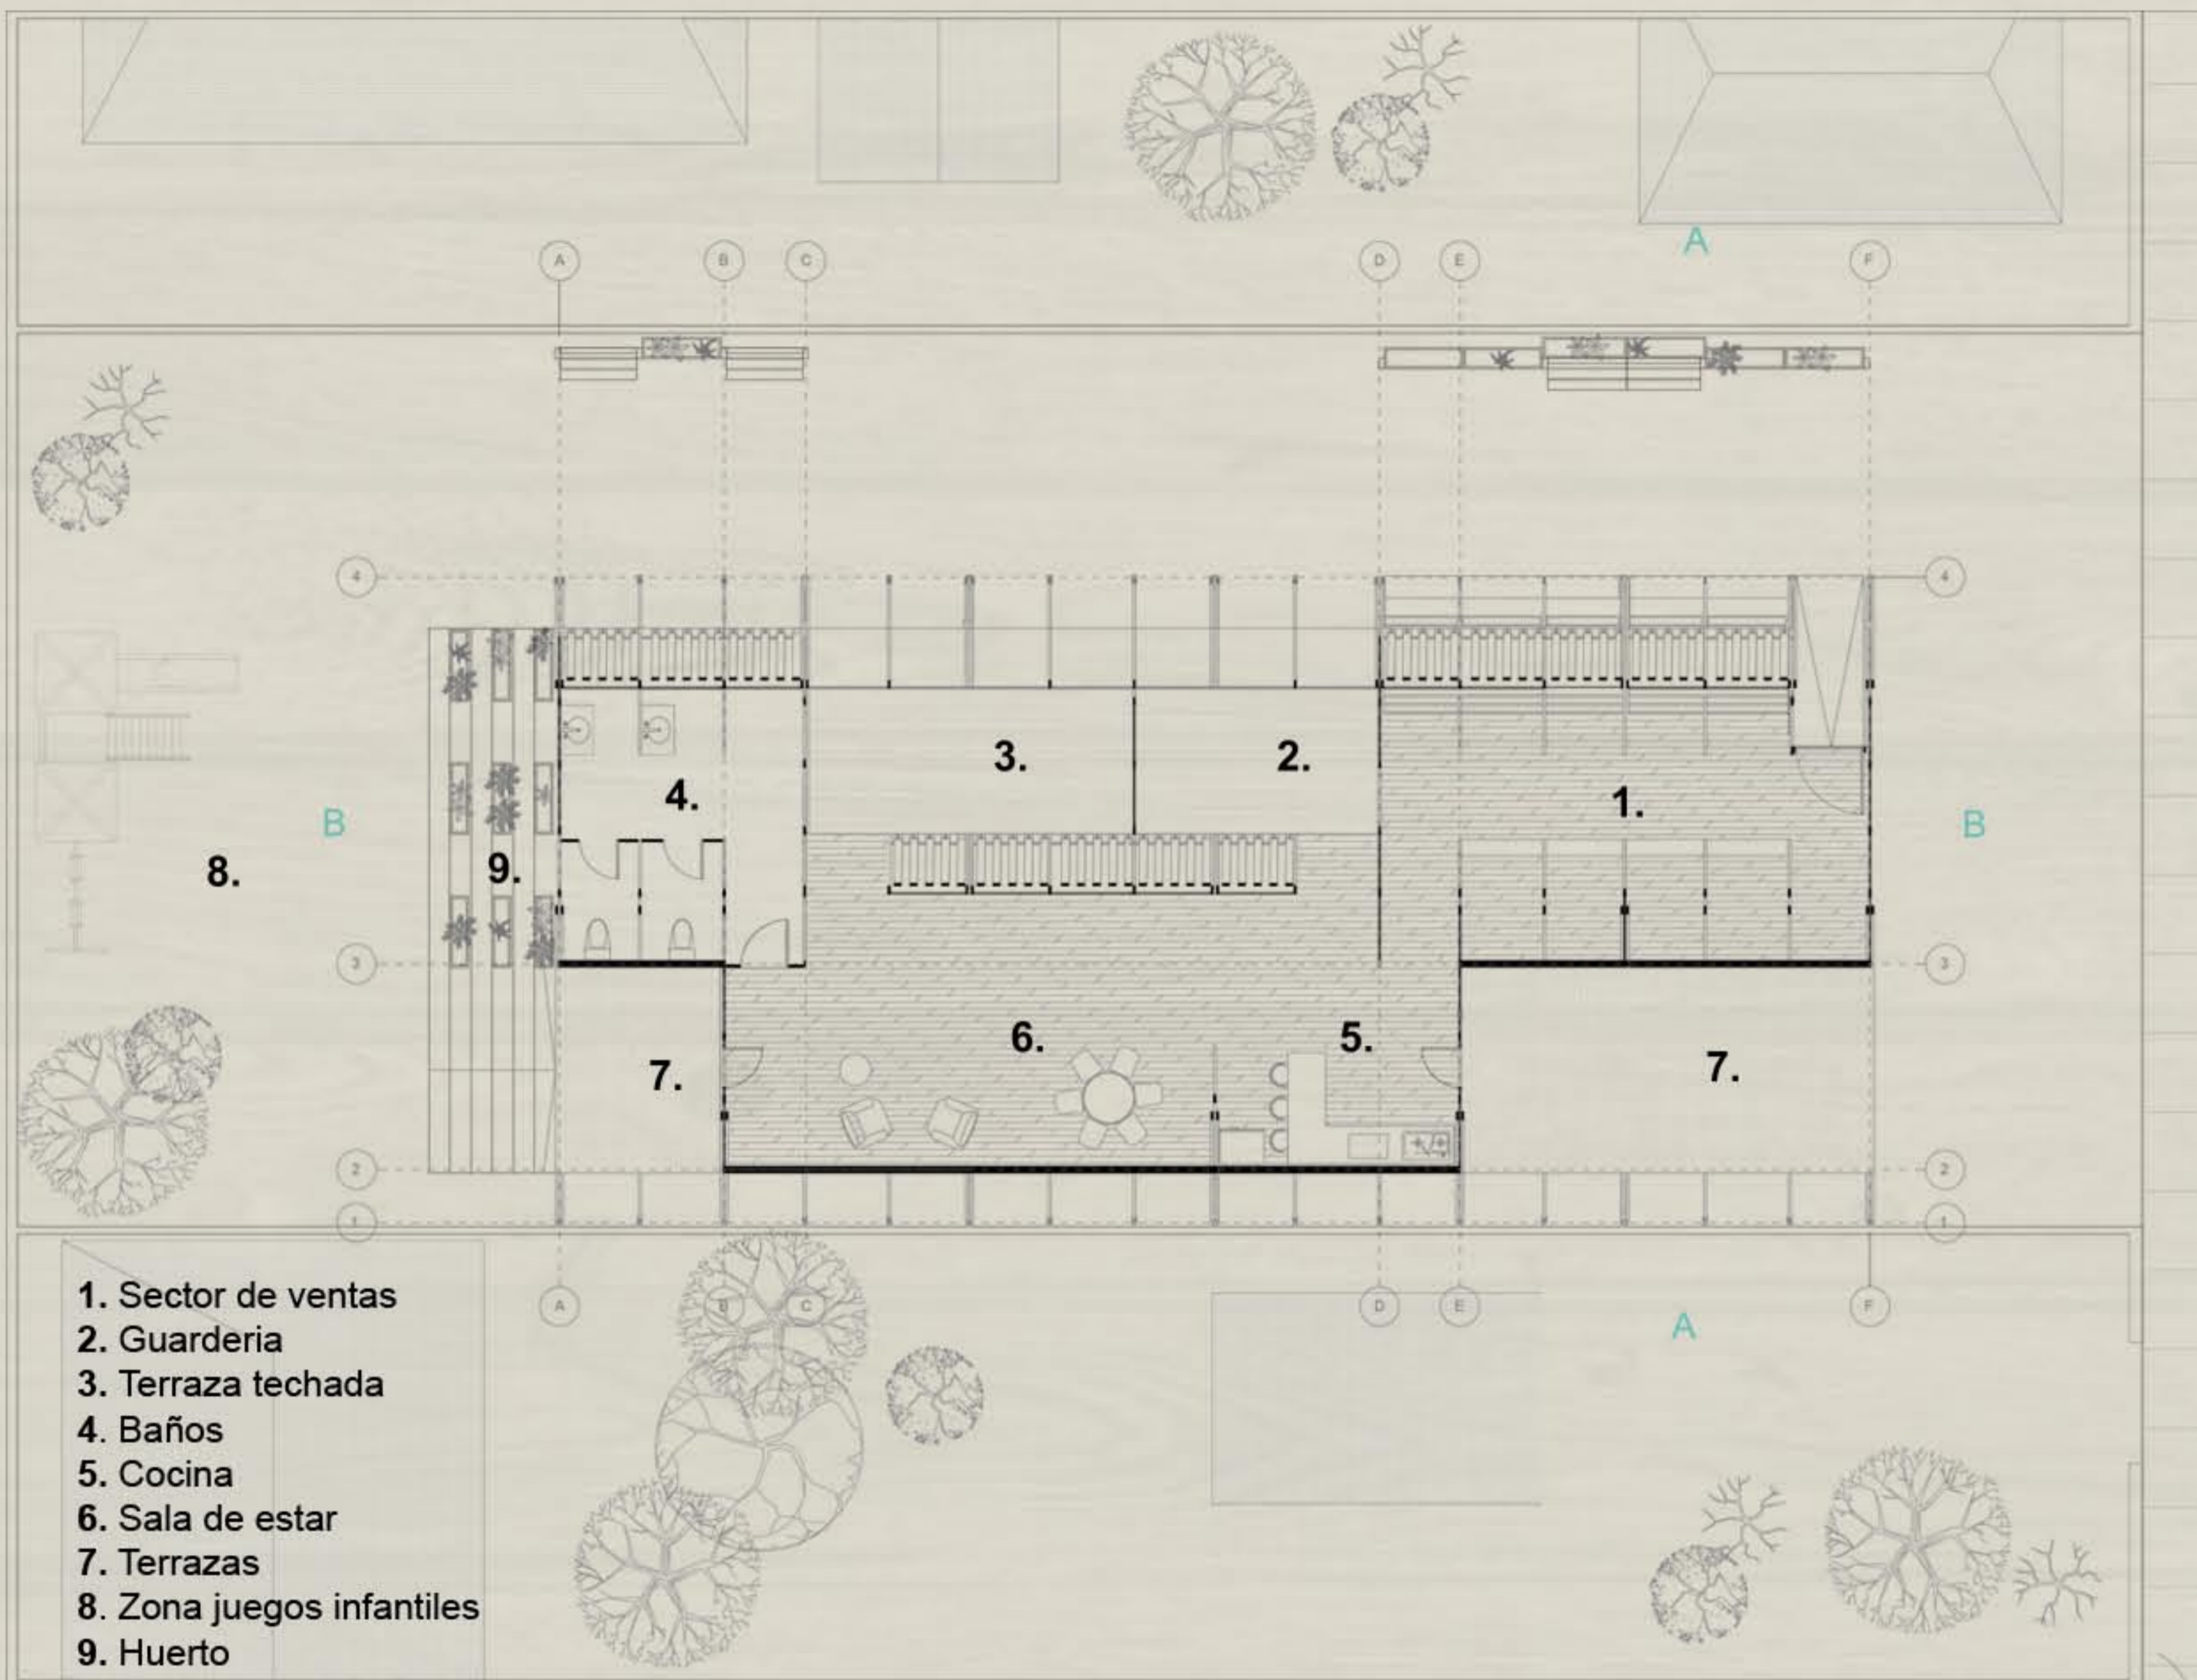 A
A B C D E F
4 4
3. 2.
4. 1.
B B
8. 9.
3 3
6. 5.
7. 7.
2 2
1 1
1. Sector de ventas
2. Guarderia
3. Terraza techada
4. Baños
5. Cocina
6. Sala de estar
7. Terrazas
8. Zona juegos infantiles
9. Huerto
A B C D E F
A